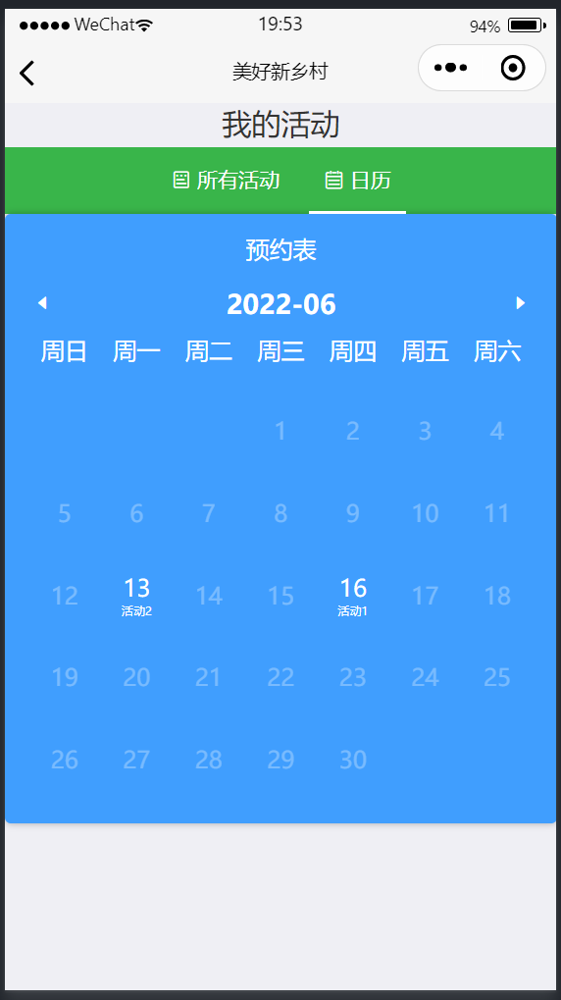 WeChat 19:53 94%
美好新乡村
我的活动
所有活动 日历
预约表
2022-06
周日 周一 周二 周三 周四 周五 周六
1 2 3 4
5 6 7 8 9 10 11
12 13 14 15 16 17 18
活动2 活动1
19 20 21 22 23 24 25
26 27 28 29 30